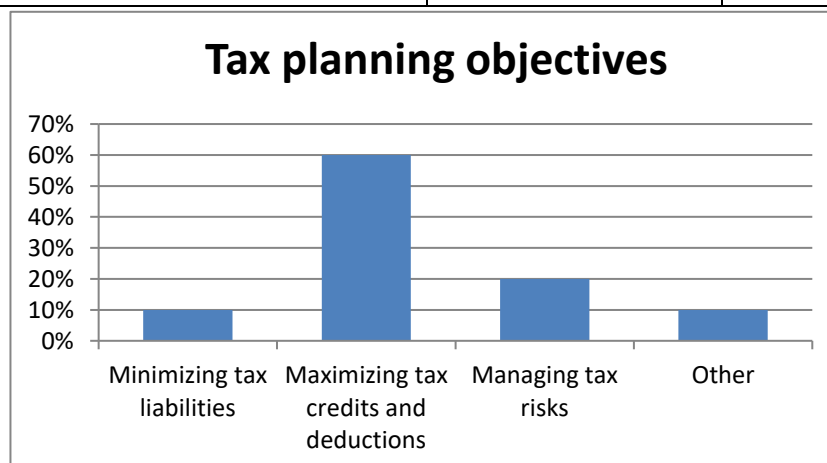 Tax planning objectives
70%
60%
50%
40%
30%
20%
10%
0%
Minimizing tax liabilities
Maximizing tax credits and deductions
Managing tax risks
Other